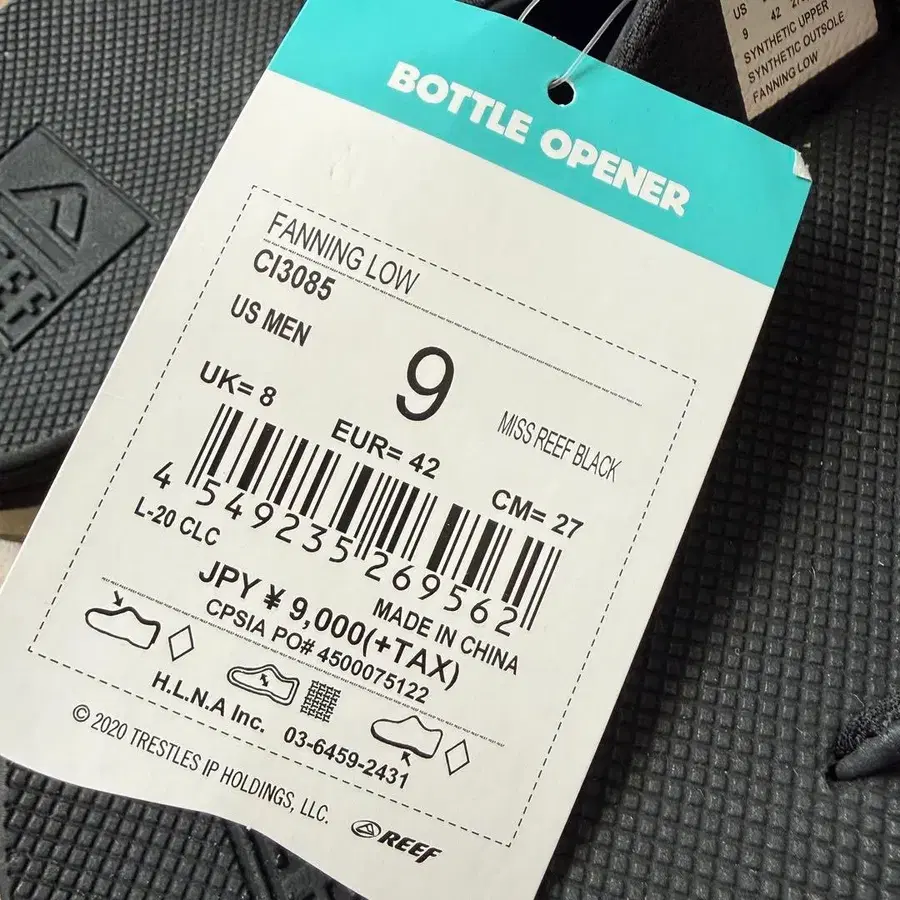 BOTTLE OPENER
FANNING LOW
CI3085
US MEN
9
MISS REEF BLACK
UK= 8
EUR= 42
CM= 27
4 549235 269562
L-20 CLC
MADE IN CHINA
JPY ¥ 9,000(+TAX)
CPSIA PO# 4500075122
H.L.N.A Inc.
03-6459-2431
© 2020 TRESTLES IP HOLDINGS, LLC.
REEF
US
9 42
SYNTHETIC UPPER
SYNTHETIC OUTSOLE
FANNING LOW